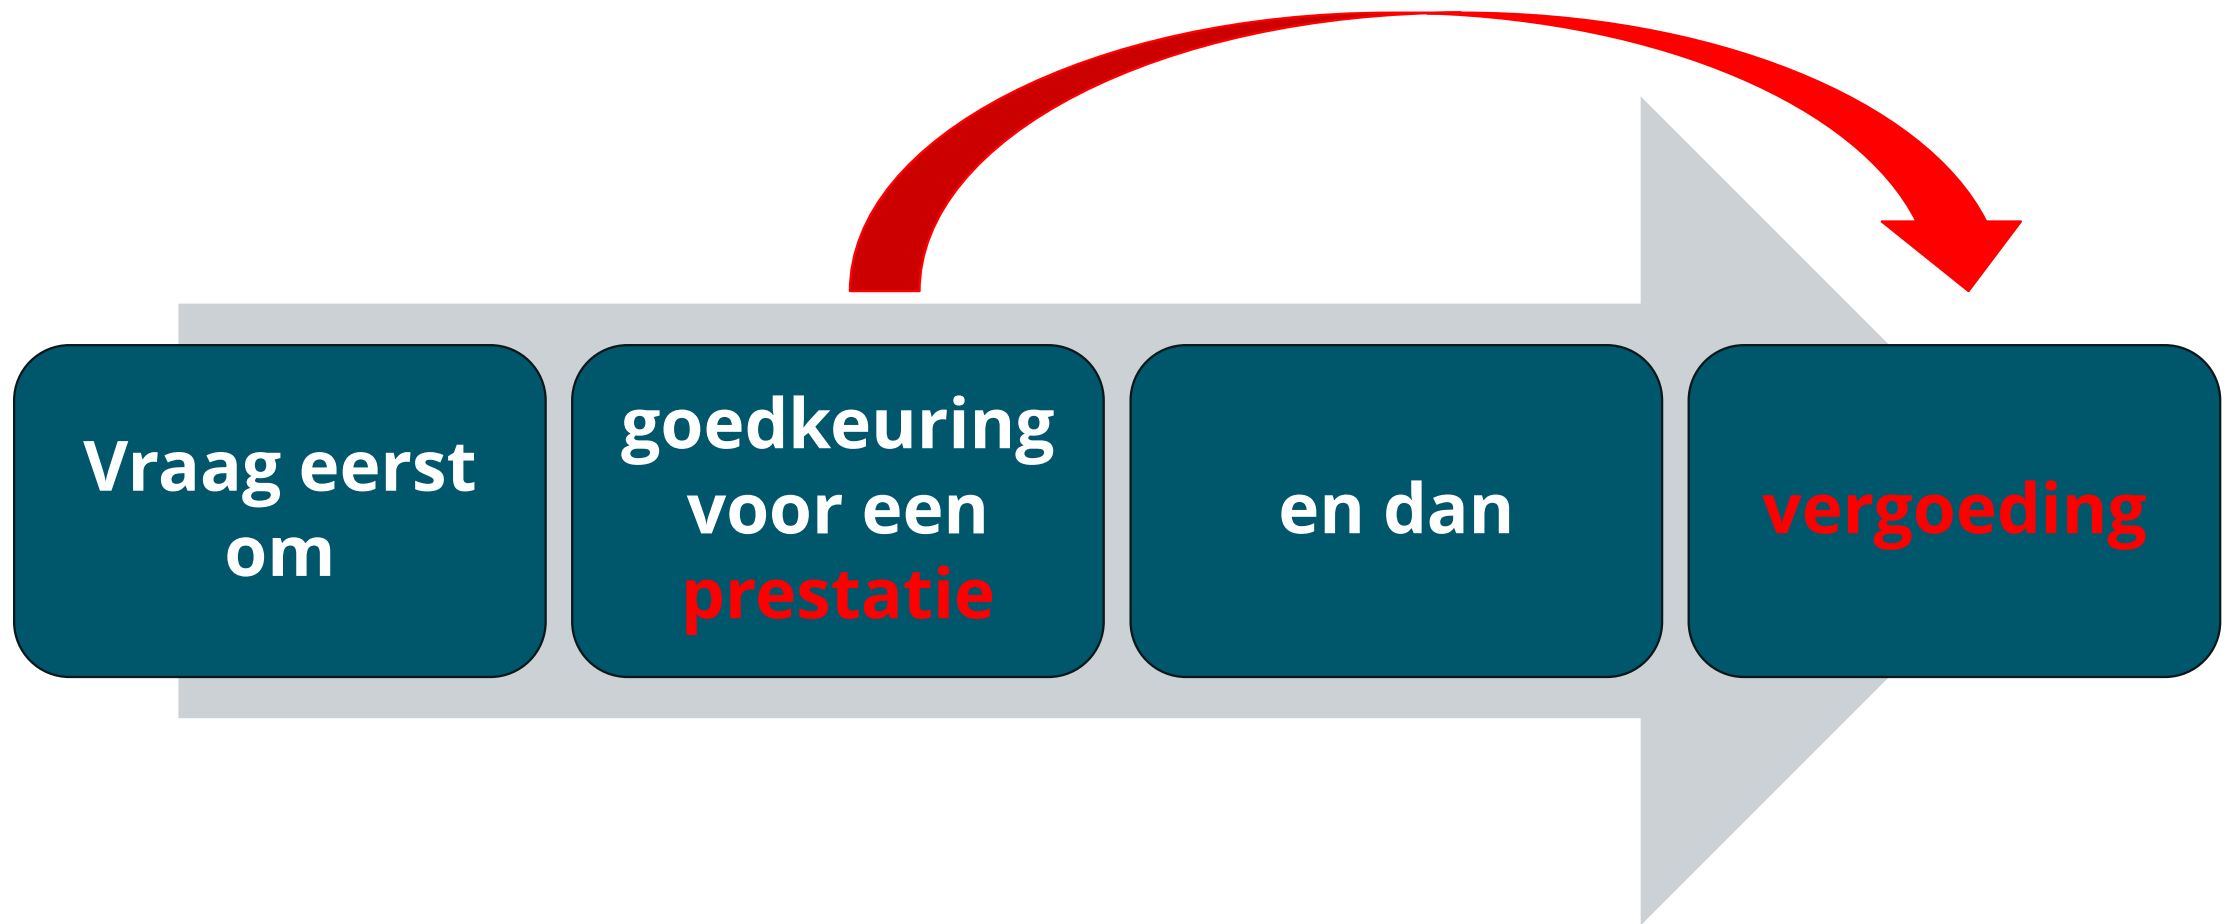 Vraag eerst
om
goedkeuring
voor een
prestatie
en dan
vergoeding